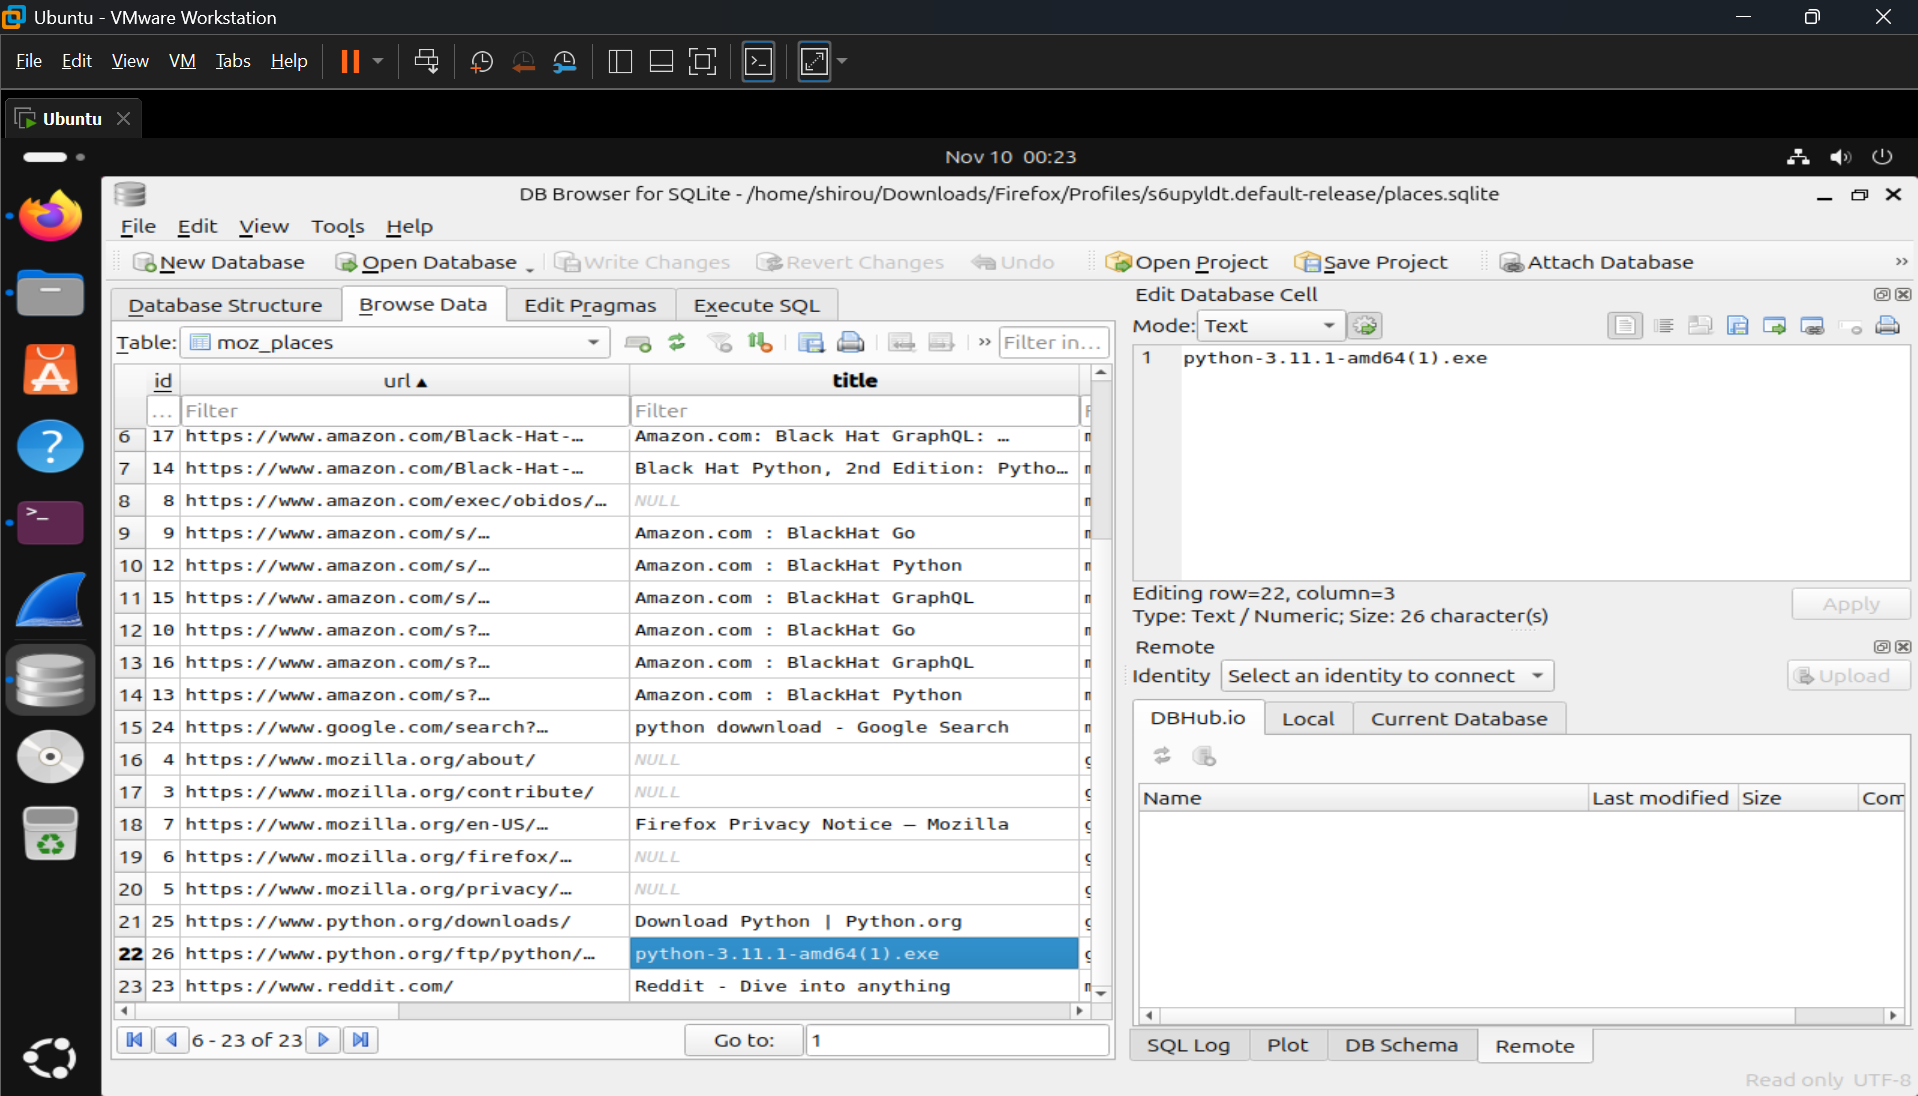 Ubuntu - VMware Workstation
File Edit View VM Tabs Help
Ubuntu
Nov 10 00:23
DB Browser for SQLite - /home/shirou/Downloads/Firefox/Profiles/s6upyldt.default-release/places.sqlite
File Edit View Tools Help
New Database Open Database Write Changes Revert Changes Undo Open Project Save Project Attach Database »
Database Structure Browse Data Edit Pragmas Execute SQL
Table: moz_places » Filter in...
id url title
... Filter Filter
6 17 https://www.amazon.com/Black-Hat-… Amazon.com: Black Hat GraphQL: …
7 14 https://www.amazon.com/Black-Hat-… Black Hat Python, 2nd Edition: Pytho…
8 8 https://www.amazon.com/exec/obidos/… NULL
9 9 https://www.amazon.com/s/… Amazon.com : BlackHat Go
10 12 https://www.amazon.com/s/… Amazon.com : BlackHat Python
11 15 https://www.amazon.com/s/… Amazon.com : BlackHat GraphQL
12 10 https://www.amazon.com/s?… Amazon.com : BlackHat Go
13 16 https://www.amazon.com/s?… Amazon.com : BlackHat GraphQL
14 13 https://www.amazon.com/s?… Amazon.com : BlackHat Python
15 24 https://www.google.com/search?… python dowwnload - Google Search
16 4 https://www.mozilla.org/about/ NULL
17 3 https://www.mozilla.org/contribute/ NULL
18 7 https://www.mozilla.org/en-US/… Firefox Privacy Notice — Mozilla
19 6 https://www.mozilla.org/firefox/… NULL
20 5 https://www.mozilla.org/privacy/… NULL
21 25 https://www.python.org/downloads/ Download Python | Python.org
22 26 https://www.python.org/ftp/python/… python-3.11.1-amd64(1).exe
23 23 https://www.reddit.com/ Reddit - Dive into anything
6 - 23 of 23 Go to: 1
Edit Database Cell
Mode: Text
1 python-3.11.1-amd64(1).exe
Editing row=22, column=3
Type: Text / Numeric; Size: 26 character(s)
Apply
Remote
Identity Select an identity to connect Upload
DBHub.io Local Current Database
Name Last modified Size Com
SQL Log Plot DB Schema Remote
Read only UTF-8